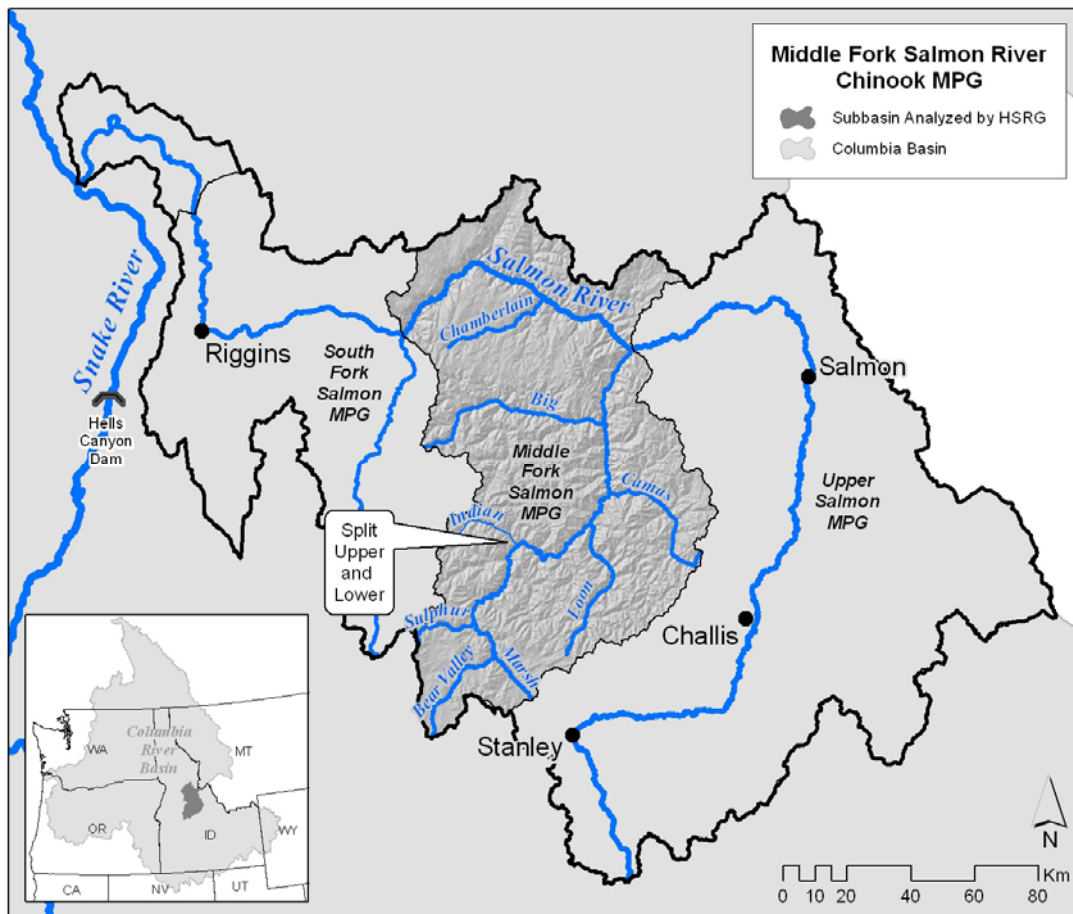 Middle Fork Salmon River
Chinook MPG
Subbasin Analyzed by HSRG
Columbia Basin
Snake River
Salmon River
Chamberlain
Riggins
South
Fork
Salmon
MPG
Salmon
Hells
Canyon
Dam
Big
Middle
Fork
Salmon
MPG
Camas
Upper
Salmon
MPG
Indian
Split
Upper
and
Lower
Loon
Sulphur
Challis
Bear Valley
Marsh
Stanley
WA
Columbia
River
Basin
MT
OR
ID
WY
CA
NV
UT
N
Km
0 10 20 40 60 80